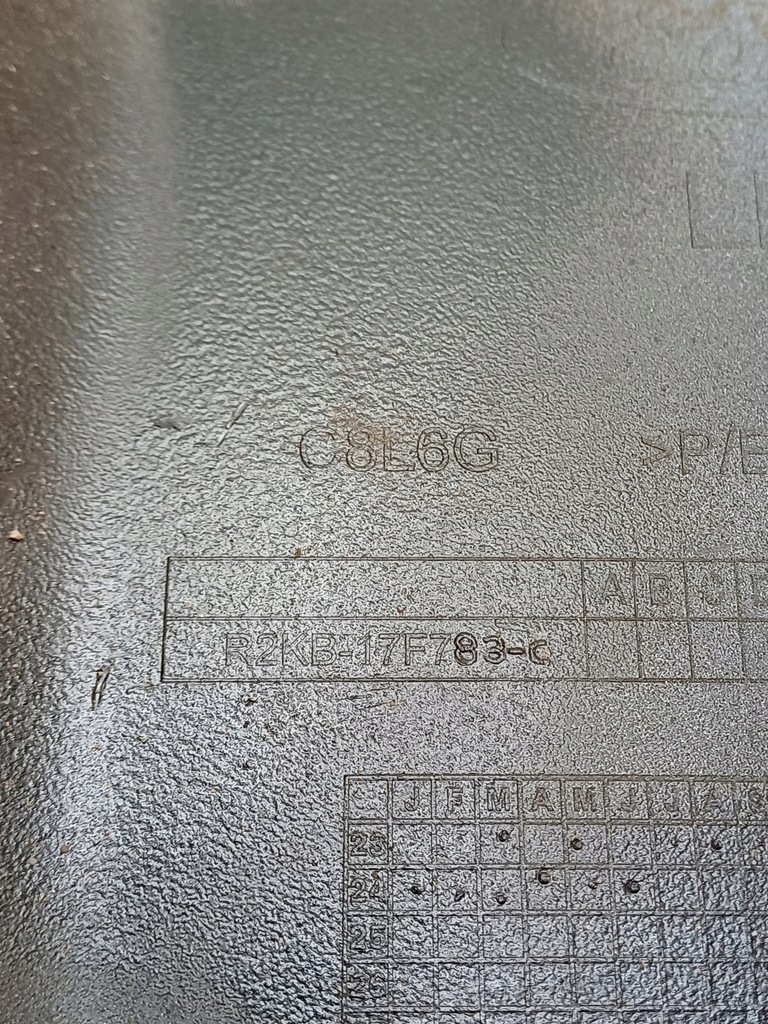 C8L6G >P/E
A B C
R2KB-17F783-C
J F M A M J J A S
23
24
25
26